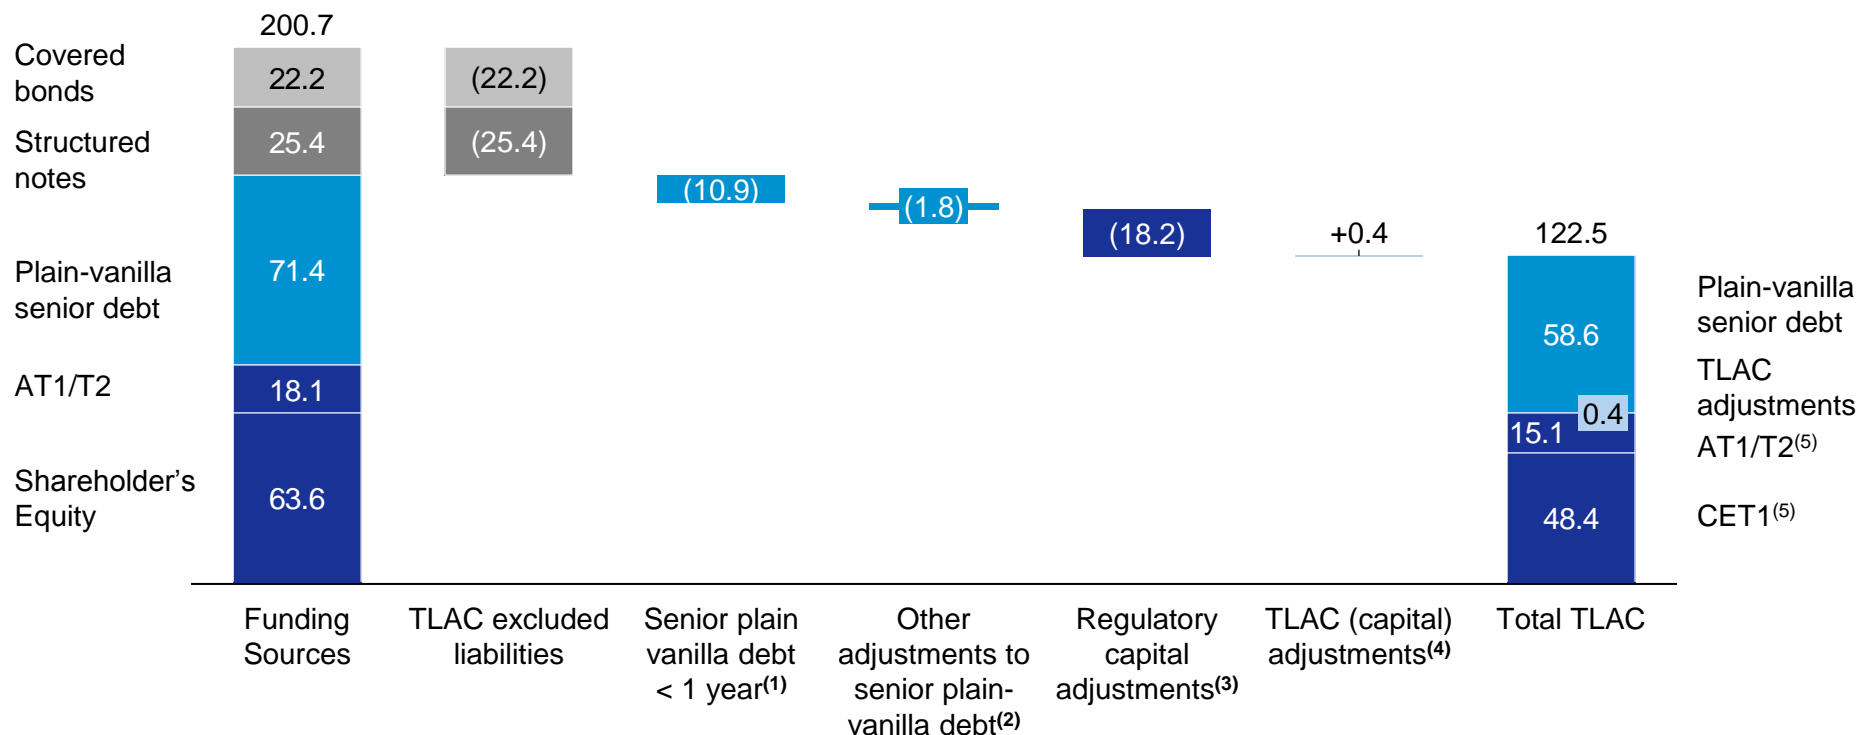 200.7
Covered
bonds
22.2
(22.2)
Structured
notes
25.4
(25.4)
(10.9)
(1.8)
(18.2)
+0.4
122.5
Plain-vanilla
senior debt
71.4
58.6
Plain-vanilla
senior debt
TLAC
adjustments
0.4
AT1/T2
18.1
15.1
AT1/T2(5)
Shareholder’s
Equity
63.6
48.4
CET1(5)
Funding
Sources
TLAC excluded
liabilities
Senior plain
vanilla debt
< 1 year(1)
Other
adjustments to
senior plain-
vanilla debt(2)
Regulatory
capital
adjustments(3)
TLAC (capital)
adjustments(4)
Total TLAC